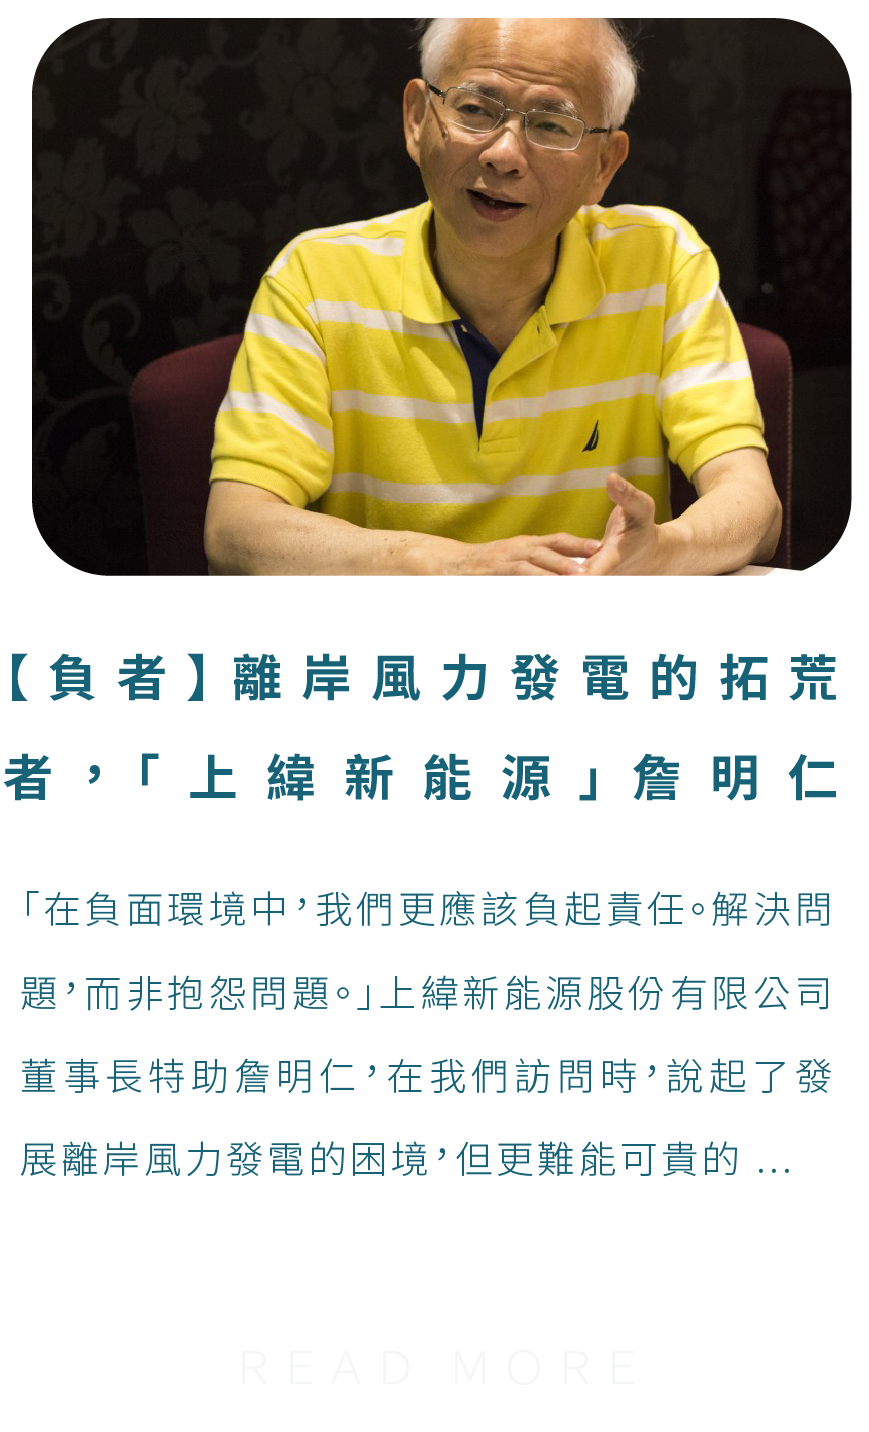 【負者】離岸風力發電的拓荒
者，「上緯新能源」詹明仁
「在負面環境中，我們更應該負起責任。解決問
題，而非抱怨問題。」上緯新能源股份有限公司
董事長特助詹明仁，在我們訪問時，說起了發
展離岸風力發電的困境，但更難能可貴的 ...
READ MORE